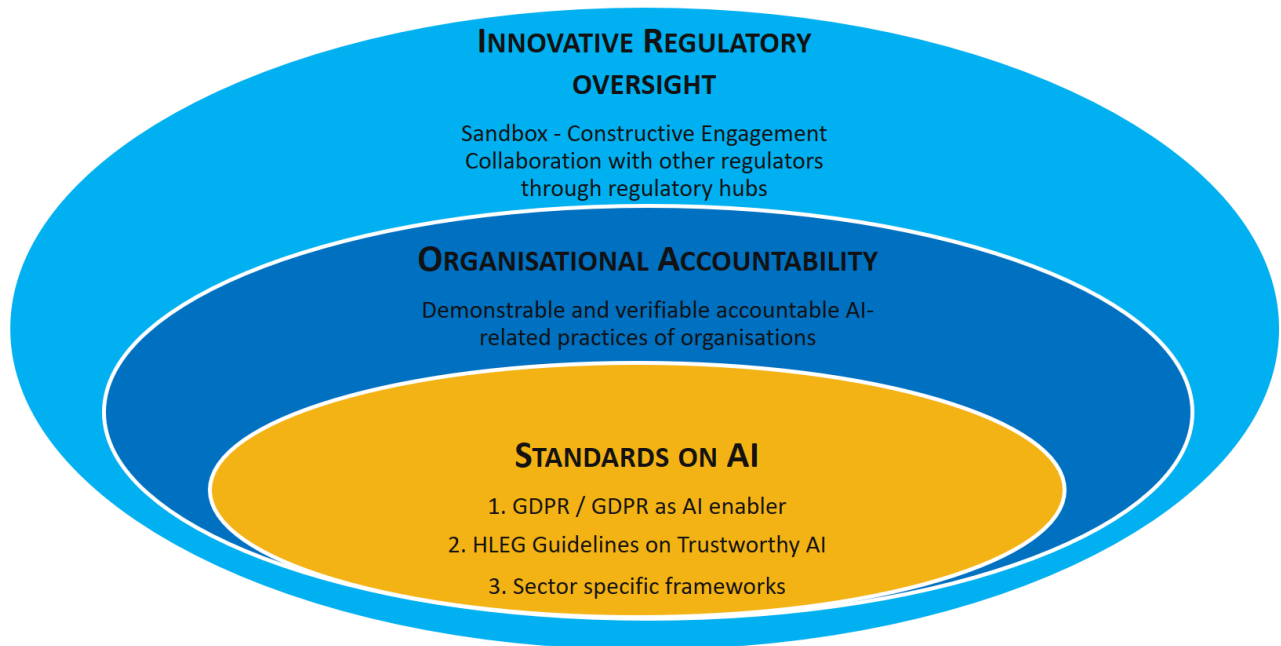 INNOVATIVE REGULATORY
OVERSIGHT
Sandbox - Constructive Engagement
Collaboration with other regulators
through regulatory hubs
ORGANISATIONAL ACCOUNTABILITY
Demonstrable and verifiable accountable AI-
related practices of organisations
STANDARDS ON AI
1. GDPR / GDPR as AI enabler
2. HLEG Guidelines on Trustworthy AI
3. Sector specific frameworks